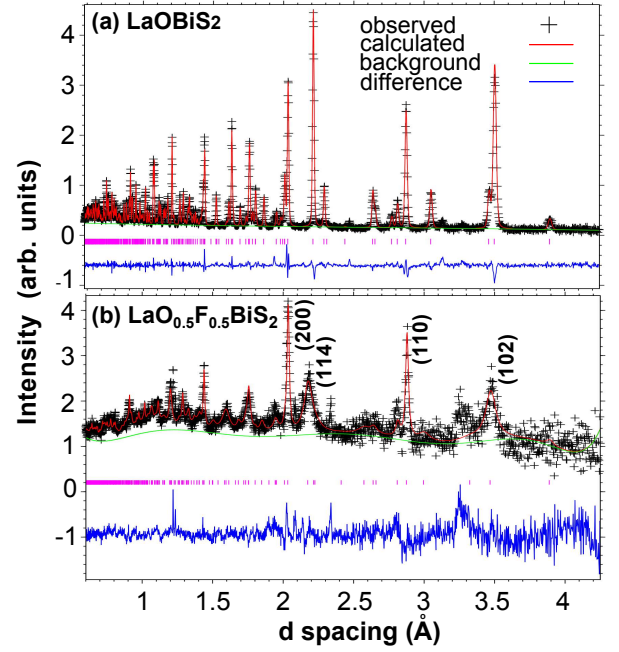 (a) LaOBiS2
observed
calculated
background
difference
4
3
2
1
0
-1
(b) LaO0.5F0.5BiS2
(200)
(114)
(110)
(102)
4
3
2
1
0
-1
Intensity (arb. units)
1 1.5 2 2.5 3 3.5 4
d spacing (Å)